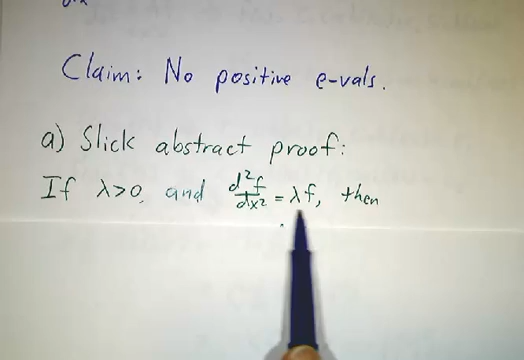 Claim: No positive e-vals.
a) Slick abstract proof:
If λ>0, and d²f/dx² = λf, then